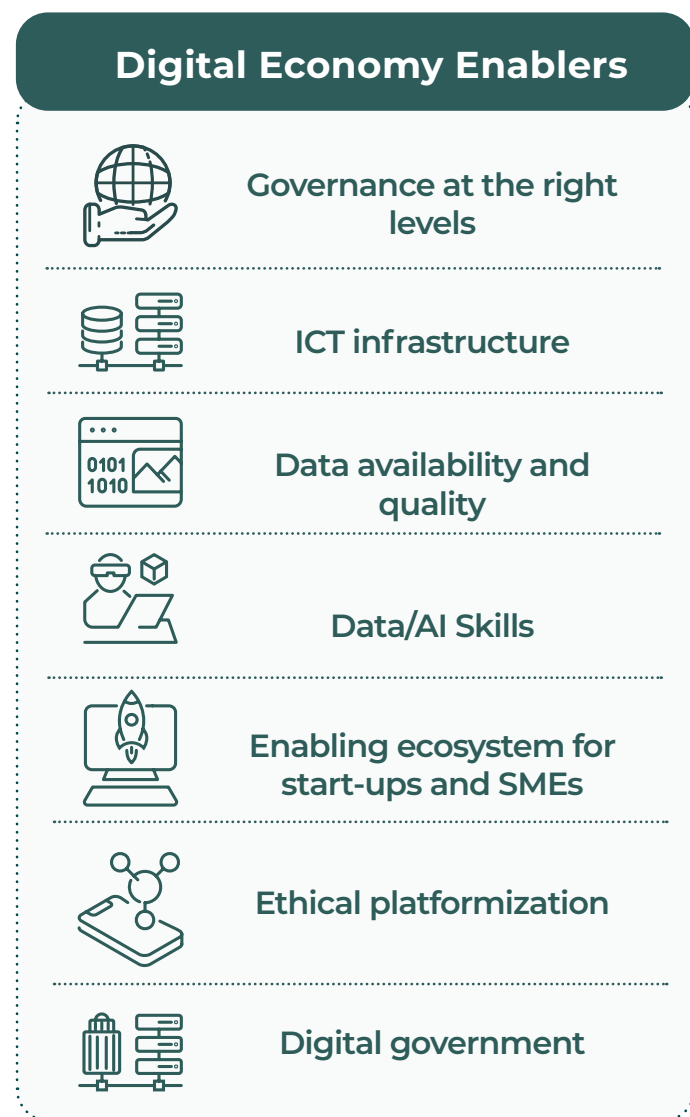 Digital Economy Enablers
Governance at the right
levels
ICT infrastructure
0101
1010
Data availability and
quality
Data/AI Skills
Enabling ecosystem for
start-ups and SMEs
Ethical platformization
Digital government